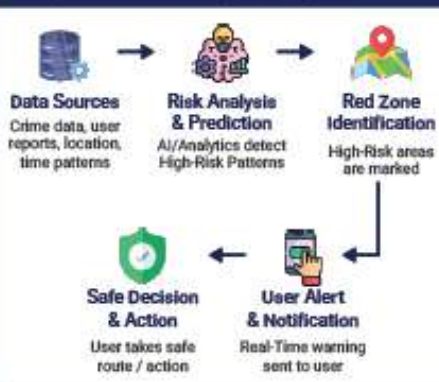 Data Sources
Crime data, user
reports, location,
time patterns
Risk Analysis
& Prediction
AI/Analytics detect
High-Risk Patterns
Red Zone
Identification
High-Risk areas
are marked
Safe Decision
& Action
User takes safe
route / action
User Alert
& Notification
Real-Time warning
sent to user